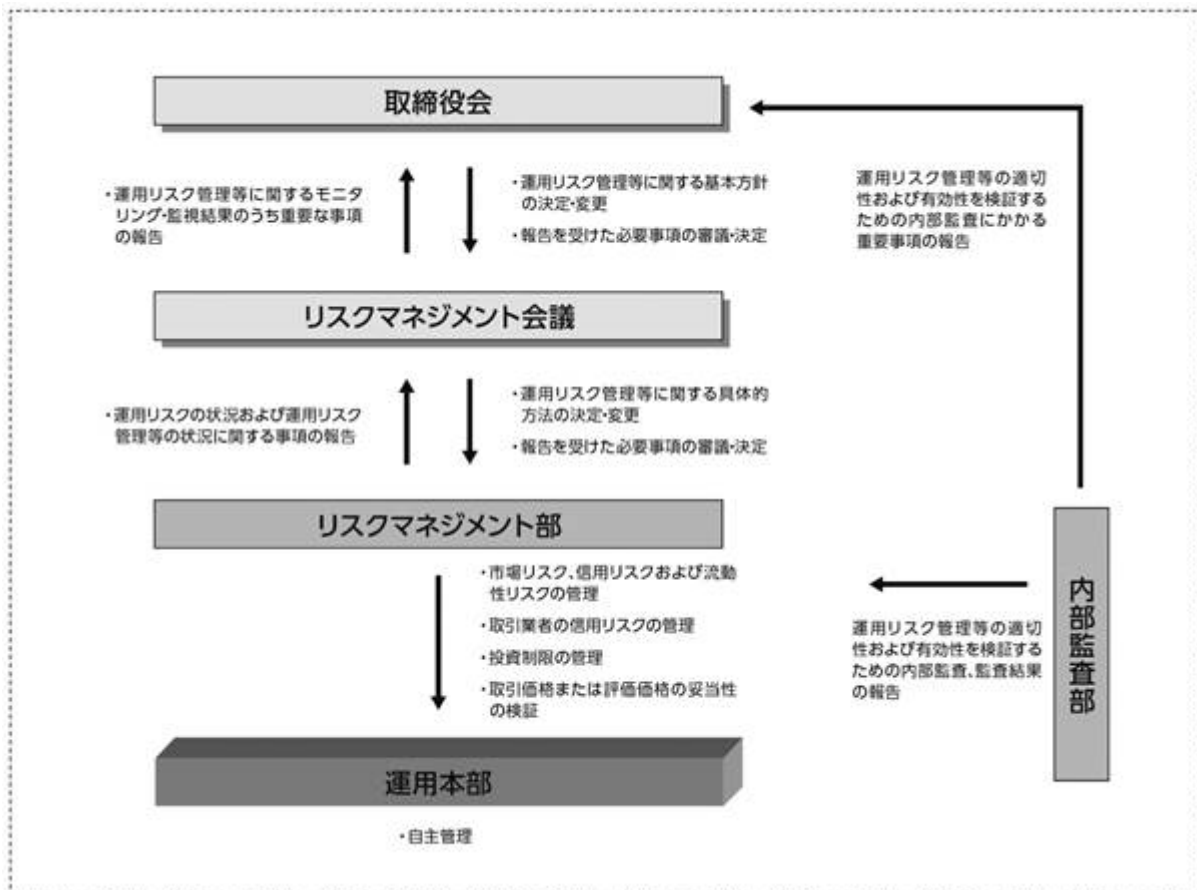 取締役会
・運用リスク管理等に関するモニタ
リング・監視結果のうち重要な事項
の報告
・運用リスク管理等に関する基本方針
の決定・変更
・報告を受けた必要事項の審議・決定
運用リスク管理等の適切
性および有効性を検証する
ための内部監査にかかる
重要事項の報告
リスクマネジメント会議
・運用リスクの状況および運用リスク
管理等の状況に関する事項の報告
・運用リスク管理等に関する具体的
方法の決定・変更
・報告を受けた必要事項の審議・決定
リスクマネジメント部
・市場リスク、信用リスクおよび流動
性リスクの管理
・取引業者の信用リスクの管理
・投資制限の管理
・取引価格または評価価格の妥当性
の検証
運用リスク管理等の適切
性および有効性を検証する
ための内部監査、監査結果
の報告
内部監査部
運用本部
・自主管理